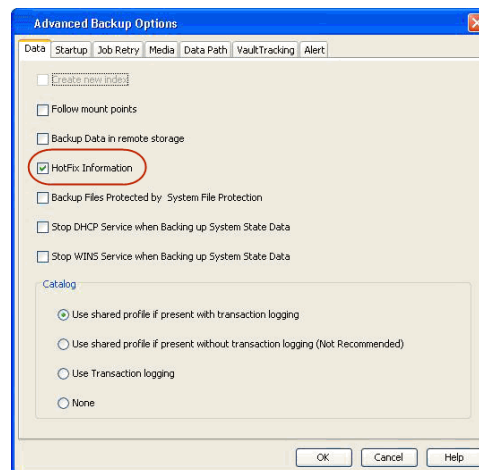 Advanced Backup Options
Data Startup Job Retry Media Data Path VaultTracking Alert
Create new index
Follow mount points
Backup Data in remote storage
HotFix Information
Backup Files Protected by System File Protection
Stop DHCP Service when Backing up System State Data
Stop WINS Service when Backing up System State Data
Catalog
Use shared profile if present with transaction logging
Use shared profile if present without transaction logging (Not Recommended)
Use Transaction logging
None
OK Cancel Help